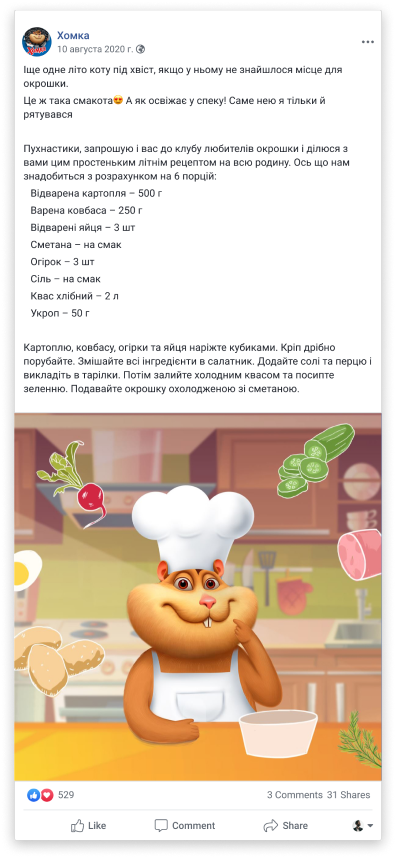 Хомка
10 августа 2020 г.
Іще одне літо коту під хвіст, якщо у ньому не знайшлося місце для
окрошки.
Це ж така смакота😍 А як освіжає у спеку! Саме нею я тільки й
рятувався
Пухнастики, запрошую і вас до клубу любителів окрошки і ділюся з
вами цим простеньким літнім рецептом на всю родину. Ось що нам
знадобиться з розрахунком на 6 порцій:
Відварена картопля – 500 г
Варена ковбаса – 250 г
Відварені яйця – 3 шт
Сметана – на смак
Огірок – 3 шт
Сіль – на смак
Квас хлібний – 2 л
Укроп – 50 г
Картоплю, ковбасу, огірки та яйця наріжте кубиками. Кріп дрібно
порубайте. Змішайте всі інгредієнти в салатник. Додайте солі та перцю і
викладіть в тарілки. Потім залийте холодним квасом та посипте
зеленню. Подавайте окрошку охолодженою зі сметаною.
529
3 Comments 31 Shares
Like Comment Share